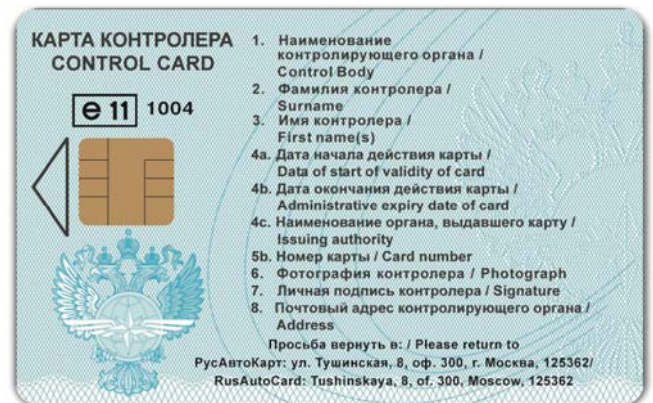 КАРТА КОНТРОЛЕРА
CONTROL CARD
e 11 1004
1. Наименование
контролирующего органа /
Control Body
2. Фамилия контролера /
Surname
3. Имя контролера /
First name(s)
4a. Дата начала действия карты /
Data of start of validity of card
4b. Дата окончания действия карты /
Administrative expiry date of card
4c. Наименование органа, выдавшего карту /
Issuing authority
5b. Номер карты / Card number
6. Фотография контролера / Photograph
7. Личная подпись контролера / Signature
8. Почтовый адрес контролирующего органа /
Address
Просьба вернуть в: / Please return to
РусАвтоКарт: ул. Тушинская, 8, оф. 300, г. Москва, 125362/
RusAutoCard: Tushinskaya, 8, of. 300, Moscow, 125362